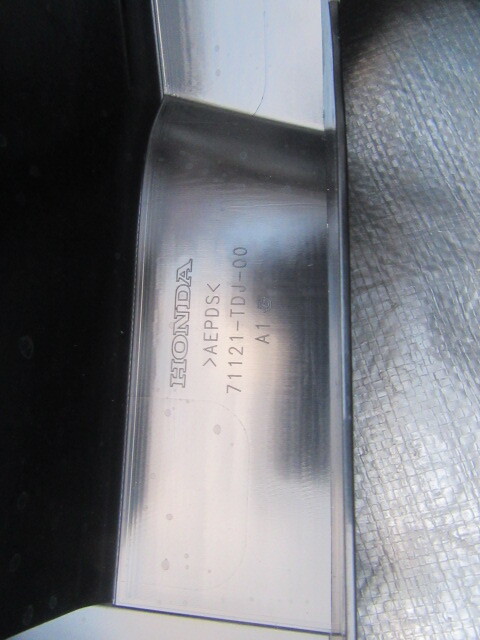 HONDA
>AEPDS<
71121-TDJ-00
A1